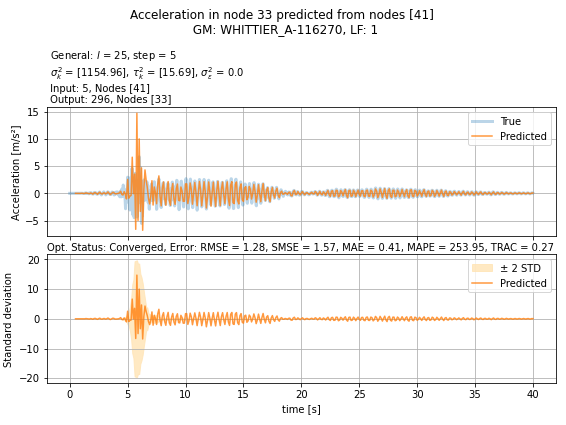 Acceleration in node 33 predicted from nodes [41]
GM: WHITTIER_A-116270, LF: 1
General: l = 25, step = 5
σ²ₖ = [1154.96], τ²ₖ = [15.69], σ²ε = 0.0
Input: 5, Nodes [41]
Output: 296, Nodes [33]
Acceleration [m/s²]
15
10
5
0
−5
True
Predicted
Opt. Status: Converged, Error: RMSE = 1.28, SMSE = 1.57, MAE = 0.41, MAPE = 253.95, TRAC = 0.27
Standard deviation
20
10
0
−10
−20
± 2 STD
Predicted
0 5 10 15 20 25 30 35 40
time [s]